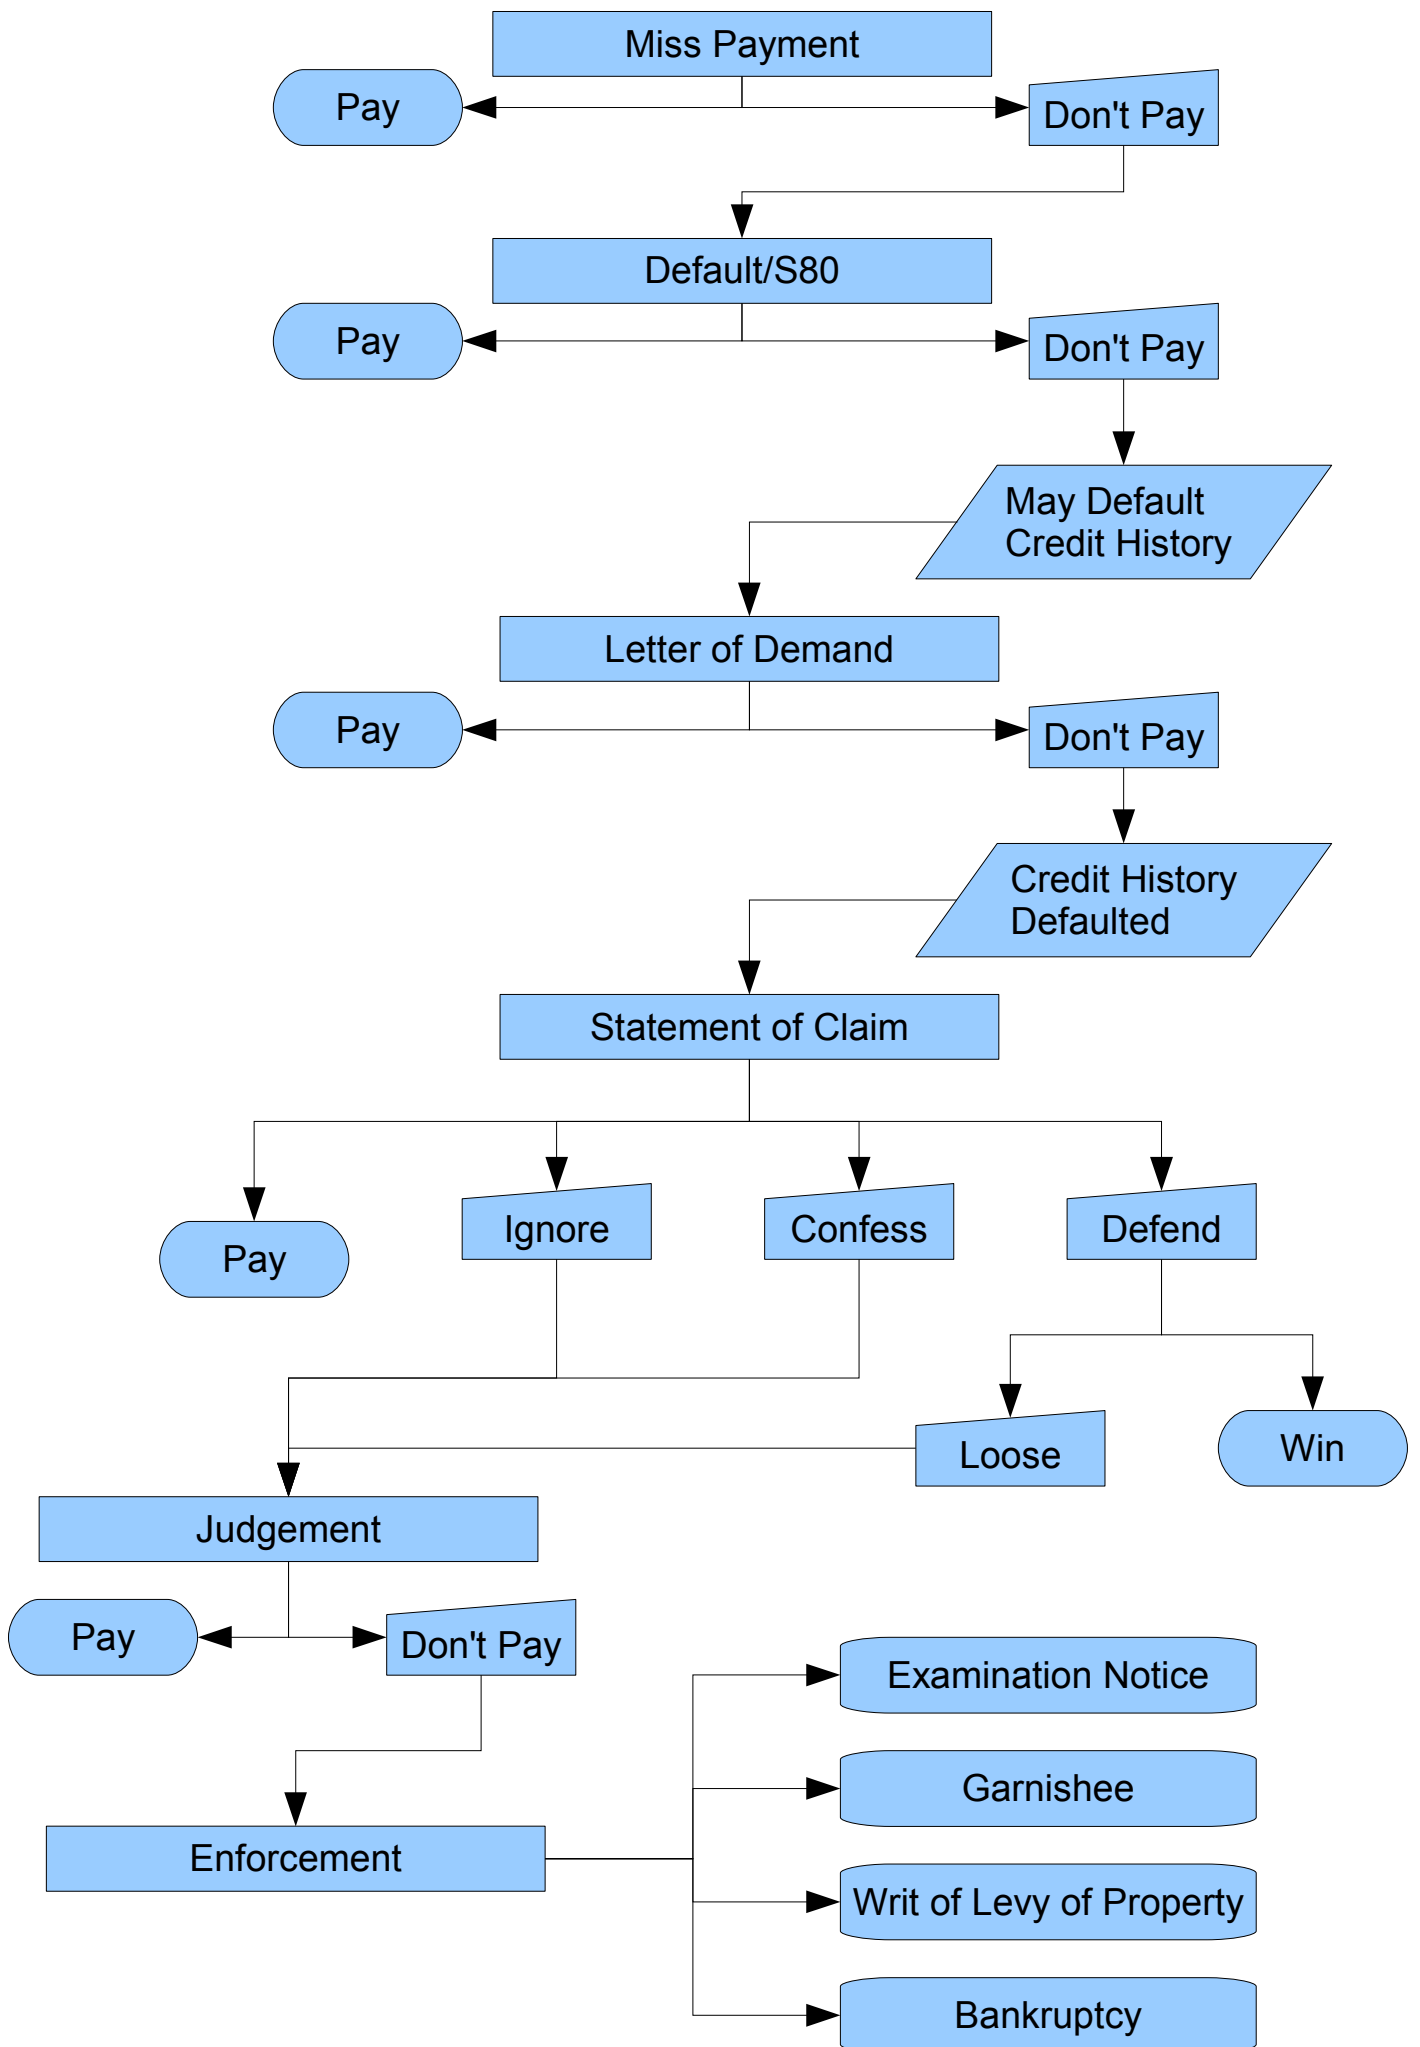 Miss Payment
Pay
Don't Pay
Default/S80
Pay
Don't Pay
May Default
Credit History
Letter of Demand
Pay
Don't Pay
Credit History
Defaulted
Statement of Claim
Pay
Ignore
Confess
Defend
Loose
Win
Judgement
Pay
Don't Pay
Examination Notice
Garnishee
Enforcement
Writ of Levy of Property
Bankruptcy